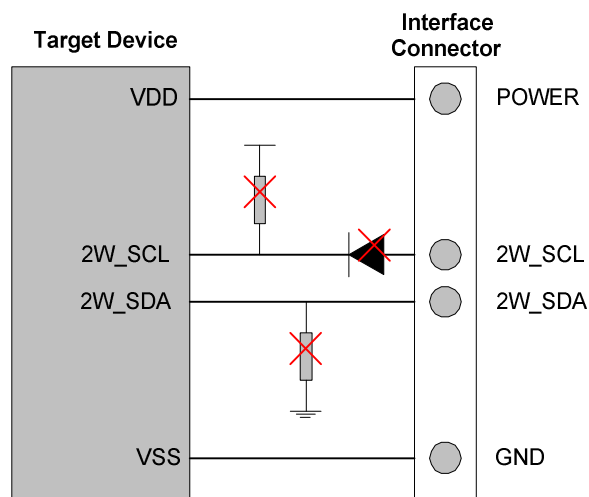 Target Device
Interface
Connector
VDD
POWER
2W_SCL
2W_SCL
2W_SDA
2W_SDA
VSS
GND